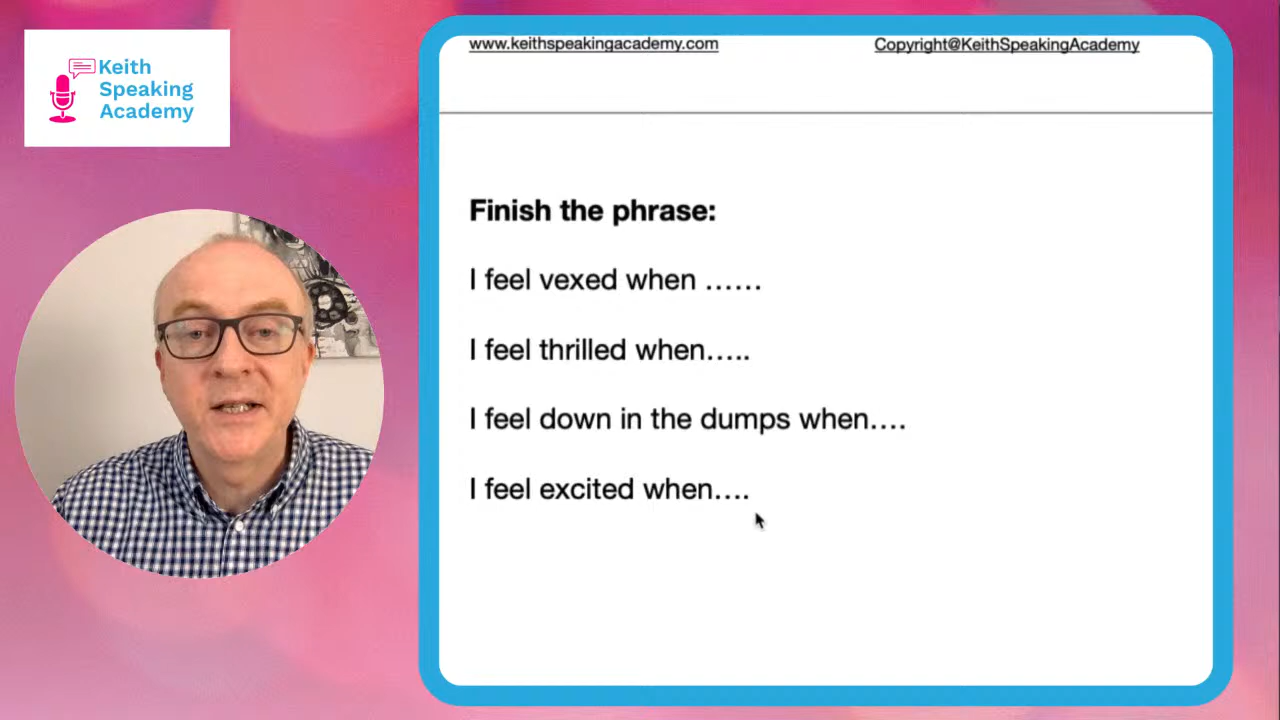 Keith
Speaking
Academy
www.keithspeakingacademy.com
Copyright@KeithSpeakingAcademy
Finish the phrase:
I feel vexed when ……
I feel thrilled when…..
I feel down in the dumps when….
I feel excited when….